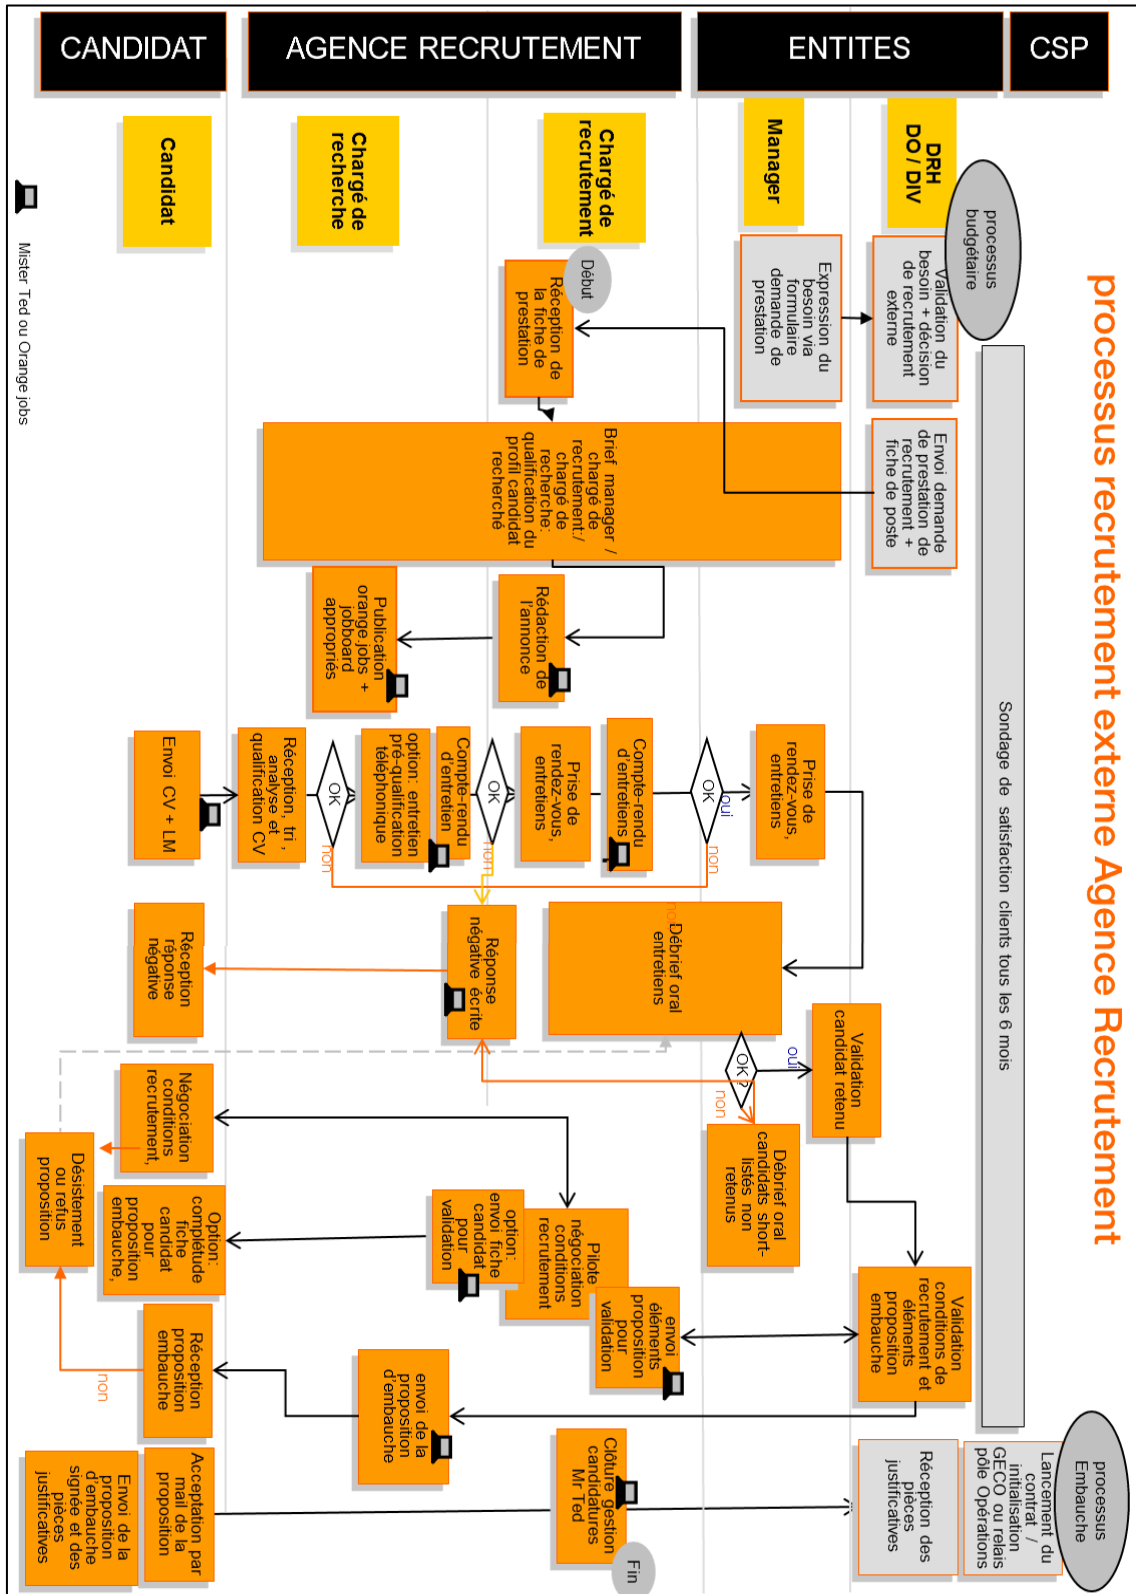 processus recrutement externe Agence Recrutement
CSP
ENTITES
AGENCE RECRUTEMENT
CANDIDAT
DRH
DO / DIV
Manager
Chargé de
recrutement
Chargé de
recherche
Candidat
processus
budgétaire
Sondage de satisfaction clients tous les 6 mois
processus
Embauche
Validation du
besoin + décision
de recrutement
externe
Envoi demande
de prestation de
recrutement +
fiche de poste
Expression du
besoin via
formulaire
demande de
prestation
Début
Réception de
la fiche de
prestation
Brief manager /
chargé de
recrutement:/
chargé de
recherche:
qualification du
profil candidat
recherché
Rédaction de
l'annonce
Publication
orange.jobs +
jobboard
appropriés
Envoi CV + LM
Réception, tri ,
analyse et
qualification CV
OK
non
option: entretien
pré-qualification
téléphonique
Compte-rendu
d'entretien
OK
non
Prise de
rendez-vous,
entretiens
Compte-rendu
d'entretiens
OK
oui
non
Prise de
rendez-vous,
entretiens
Réponse
négative écrite
Réception
réponse
négative
non
Débrief oral
entretiens
OK ?
oui
non
Validation
candidat retenu
Débrief oral
candidats short-
listés non
retenus
Validation
conditions de
recrutement et
éléments
proposition
embauche
Pilote
négociation
conditions
recrutement
option:
envoi fiche
candidat
pour
validation
envoi
éléments
proposition
pour
validation
Négociation
conditions
recrutement,
Option:
complétude
fiche
candidat
pour
proposition
embauche,
Désistement
ou refus
proposition
envoi de la
proposition
d'embauche
Réception
proposition
embauche
non
Lancement du
contrat /
initialisation
GECO ou relais
pôle Opérations
Réception des
pièces
justificatives
Clôture gestion
candidatures
Mr Ted
Fin
Acceptation par
mail de la
proposition
Envoi de la
proposition
d'embauche
signée et des
pièces
justificatives
Mister Ted ou Orange jobs